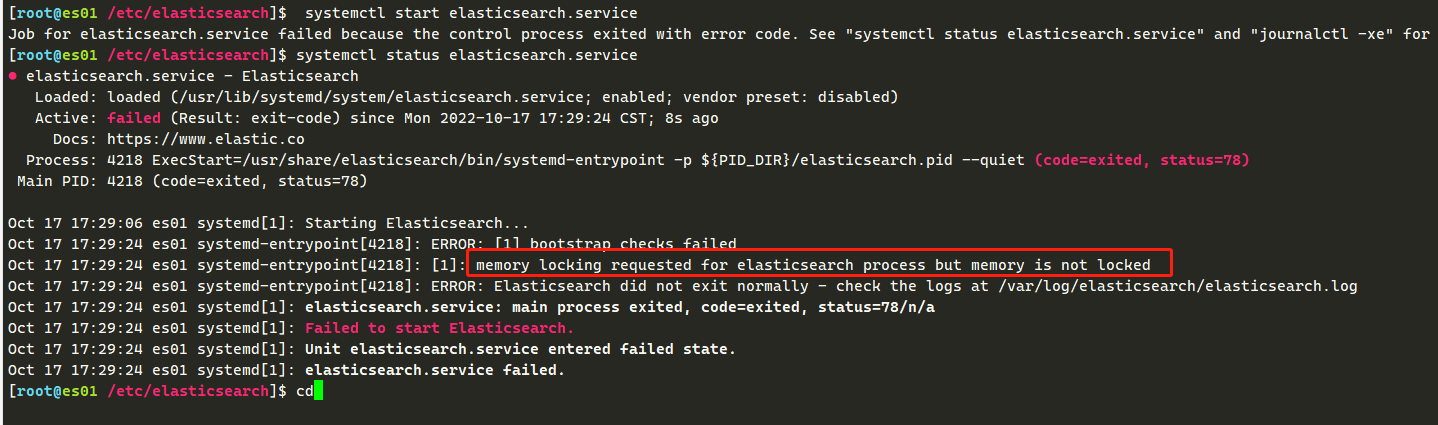 [root@es01 /etc/elasticsearch]$  systemctl start elasticsearch.service
Job for elasticsearch.service failed because the control process exited with error code. See "systemctl status elasticsearch.service" and "journalctl -xe" for
[root@es01 /etc/elasticsearch]$ systemctl status elasticsearch.service
● elasticsearch.service - Elasticsearch
   Loaded: loaded (/usr/lib/systemd/system/elasticsearch.service; enabled; vendor preset: disabled)
   Active: failed (Result: exit-code) since Mon 2022-10-17 17:29:24 CST; 8s ago
     Docs: https://www.elastic.co
  Process: 4218 ExecStart=/usr/share/elasticsearch/bin/systemd-entrypoint -p ${PID_DIR}/elasticsearch.pid --quiet (code=exited, status=78)
 Main PID: 4218 (code=exited, status=78)

Oct 17 17:29:06 es01 systemd[1]: Starting Elasticsearch...
Oct 17 17:29:24 es01 systemd-entrypoint[4218]: ERROR: [1] bootstrap checks failed
Oct 17 17:29:24 es01 systemd-entrypoint[4218]: [1]: memory locking requested for elasticsearch process but memory is not locked
Oct 17 17:29:24 es01 systemd-entrypoint[4218]: ERROR: Elasticsearch did not exit normally - check the logs at /var/log/elasticsearch/elasticsearch.log
Oct 17 17:29:24 es01 systemd[1]: elasticsearch.service: main process exited, code=exited, status=78/n/a
Oct 17 17:29:24 es01 systemd[1]: Failed to start Elasticsearch.
Oct 17 17:29:24 es01 systemd[1]: Unit elasticsearch.service entered failed state.
Oct 17 17:29:24 es01 systemd[1]: elasticsearch.service failed.
[root@es01 /etc/elasticsearch]$ cd